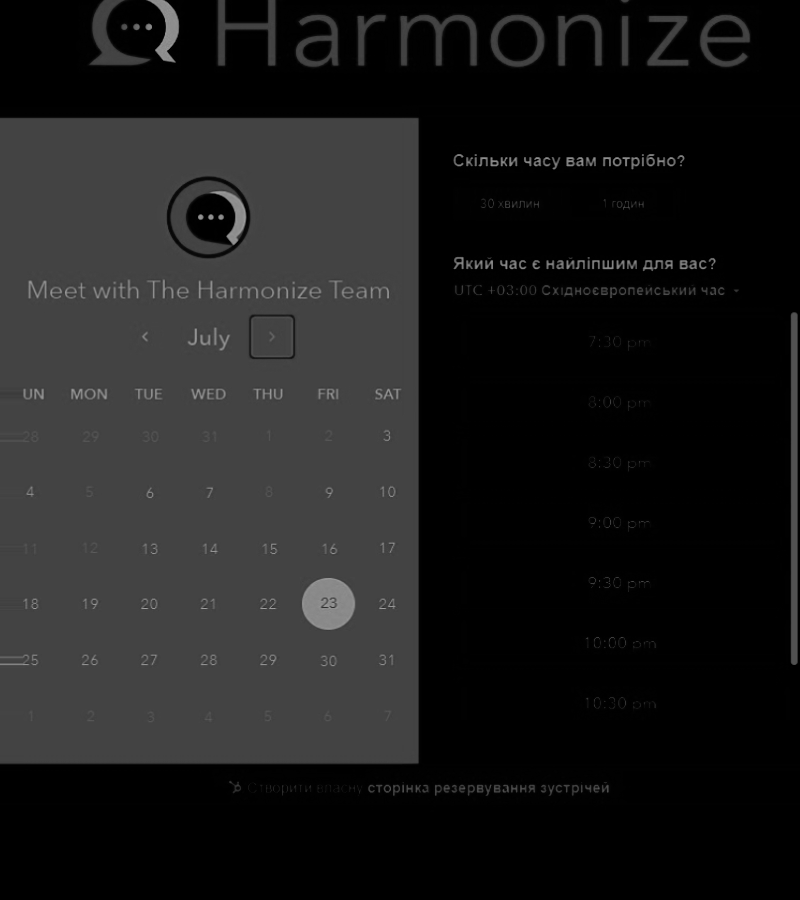 Harmonize
Meet with The Harmonize Team
July
UN MON TUE WED THU FRI SAT
28 29 30 31 1 2 3
4 5 6 7 8 9 10
11 12 13 14 15 16 17
18 19 20 21 22 23 24
25 26 27 28 29 30 31
1 2 3 4 5 6 7
Скільки часу вам потрібно?
30 хвилин 1 годин
Який час є найліпшим для вас?
UTC +03:00 Східноєвропейський час
7:30 pm
8:00 pm
8:30 pm
9:00 pm
9:30 pm
10:00 pm
10:30 pm
Створити власну сторінка резервування зустрічей